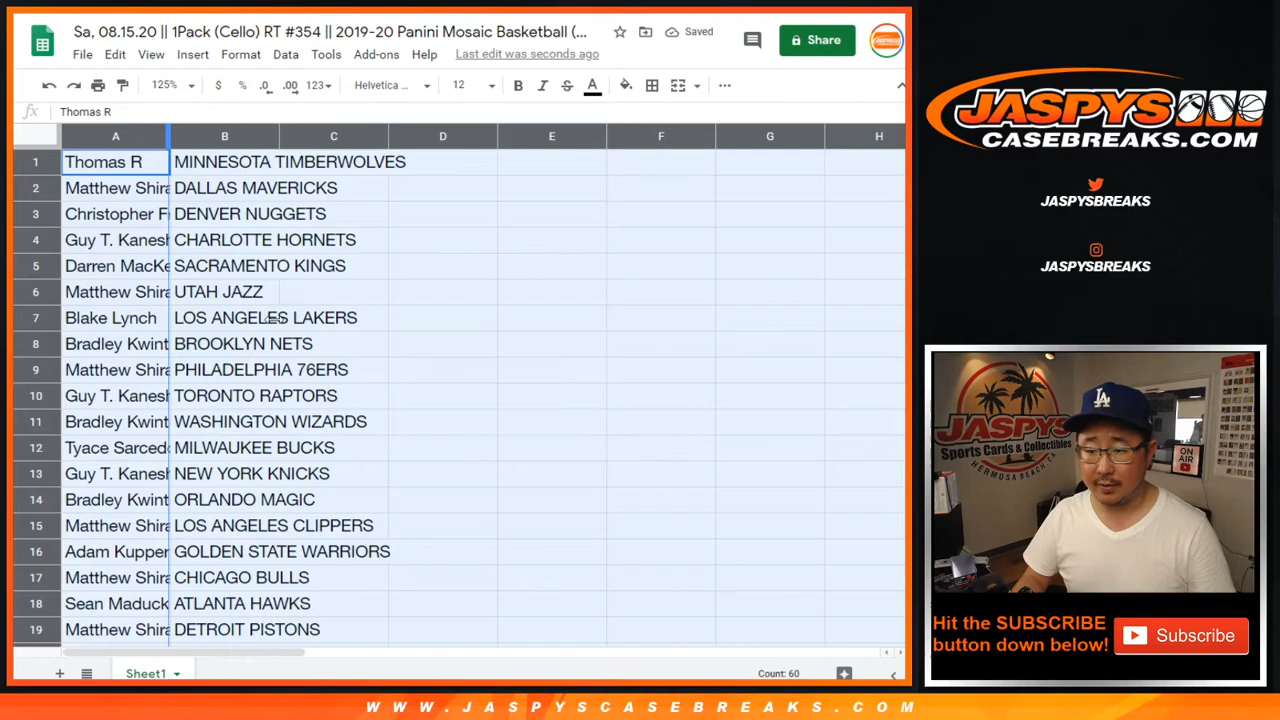 Sa, 08.15.20 || 1Pack (Cello) RT #354 || 2019-20 Panini Mosaic Basketball (...
Saved
Share
File Edit View Insert Format Data Tools Add-ons Help Last edit was seconds ago
125% $ % .0 .00 123 Helvetica ... 12 B I S A
fx Thomas R
A B C D E F G H
1 Thomas R MINNESOTA TIMBERWOLVES
2 Matthew Shira DALLAS MAVERICKS
3 Christopher F DENVER NUGGETS
4 Guy T. Kanesh CHARLOTTE HORNETS
5 Darren MacKe SACRAMENTO KINGS
6 Matthew Shira UTAH JAZZ
7 Blake Lynch LOS ANGELES LAKERS
8 Bradley Kwint BROOKLYN NETS
9 Matthew Shira PHILADELPHIA 76ERS
10 Guy T. Kanesh TORONTO RAPTORS
11 Bradley Kwint WASHINGTON WIZARDS
12 Tyace Sarcedo MILWAUKEE BUCKS
13 Guy T. Kanesh NEW YORK KNICKS
14 Bradley Kwint ORLANDO MAGIC
15 Matthew Shira LOS ANGELES CLIPPERS
16 Adam Kupper GOLDEN STATE WARRIORS
17 Matthew Shira CHICAGO BULLS
18 Sean Maduck ATLANTA HAWKS
19 Matthew Shira DETROIT PISTONS
Sheet1
Count: 60
JASPYS
CASEBREAKS.COM
JASPYSBREAKS
JASPYSBREAKS
JASPYS
Sports Cards & Collectibles
HERMOSA BEACH, CA
LA
ON AIR
Hit the SUBSCRIBE
button down below!
Subscribe
WWW.JASPYSCASEBREAKS.COM